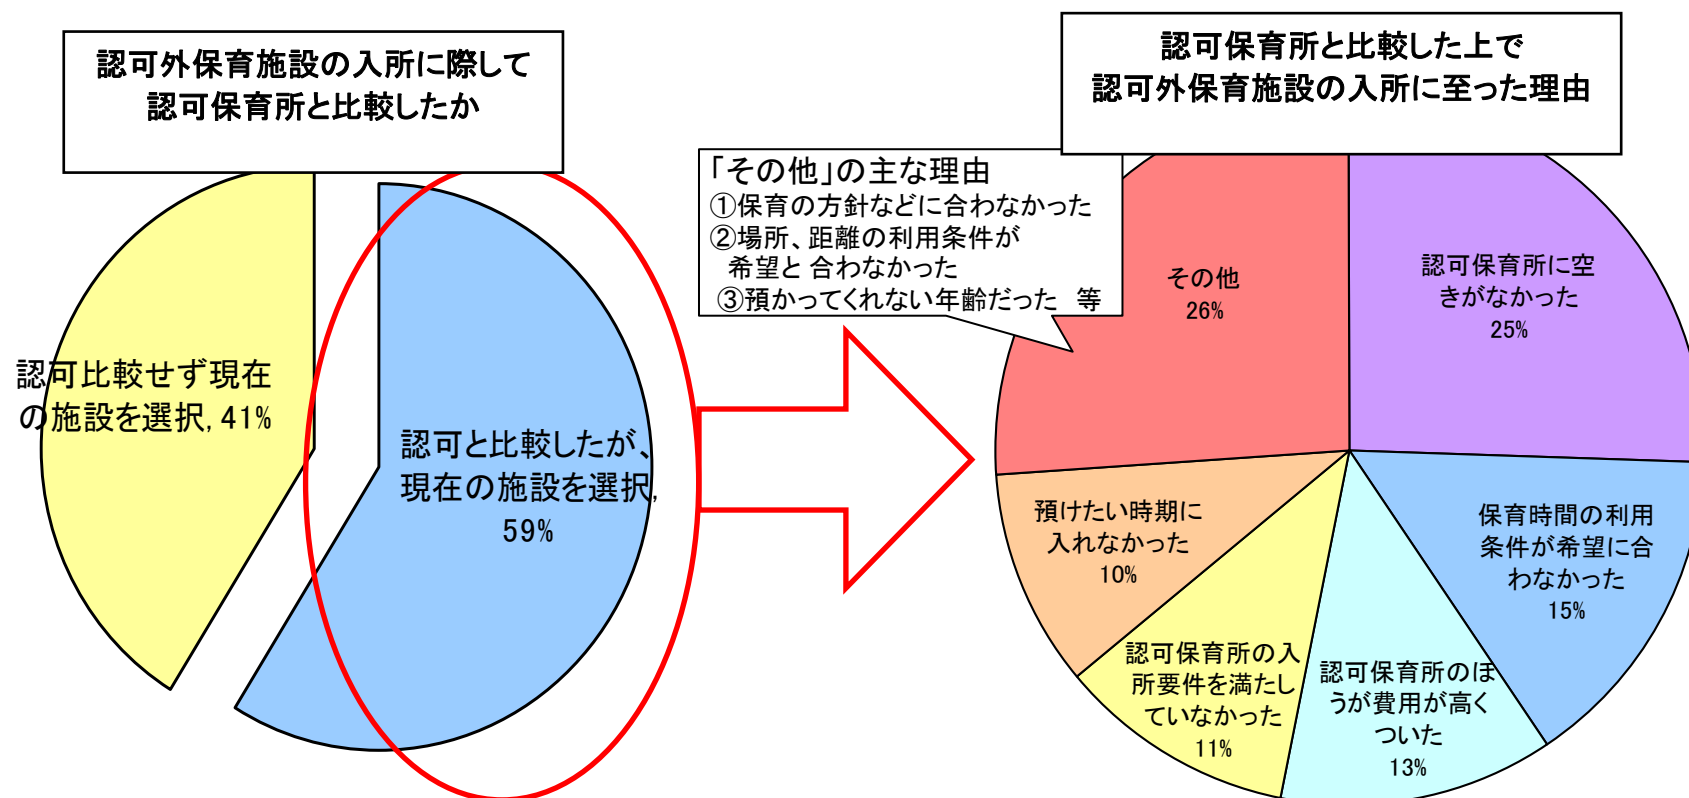 認可外保育施設の入所に際して
認可保育所と比較したか
認可比較せず現在
の施設を選択, 41%
認可と比較したが、
現在の施設を選択,
59%
「その他」の主な理由
①保育の方針などに合わなかった
②場所、距離の利用条件が
希望と 合わなかった
③預かってくれない年齢だった 等
認可保育所と比較した上で
認可外保育施設の入所に至った理由
認可保育所に空
きがなかった
25%
保育時間の利用
条件が希望に合
わなかった
15%
認可保育所のほ
うが費用が高く
ついた
13%
認可保育所の入
所要件を満たし
ていなかった
11%
預けたい時期に
入れなかった
10%
その他
26%